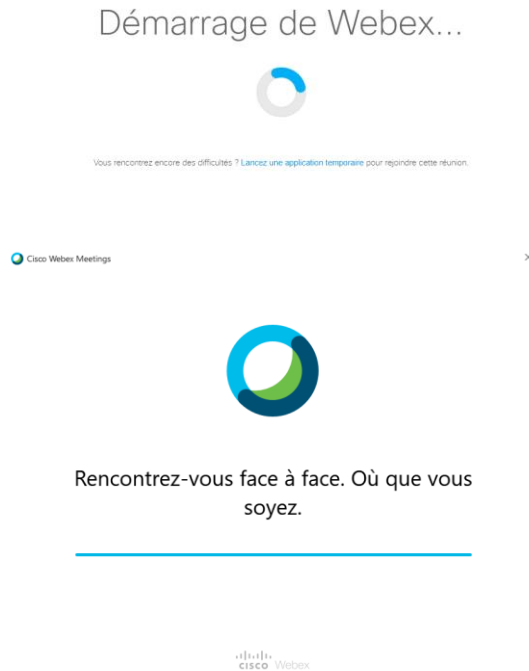 Démarrage de Webex...
Vous rencontrez encore des difficultés ? Lancez une application temporaire pour rejoindre cette réunion.
Cisco Webex Meetings
Rencontrez-vous face à face. Où que vous
soyez.
CISCO Webex